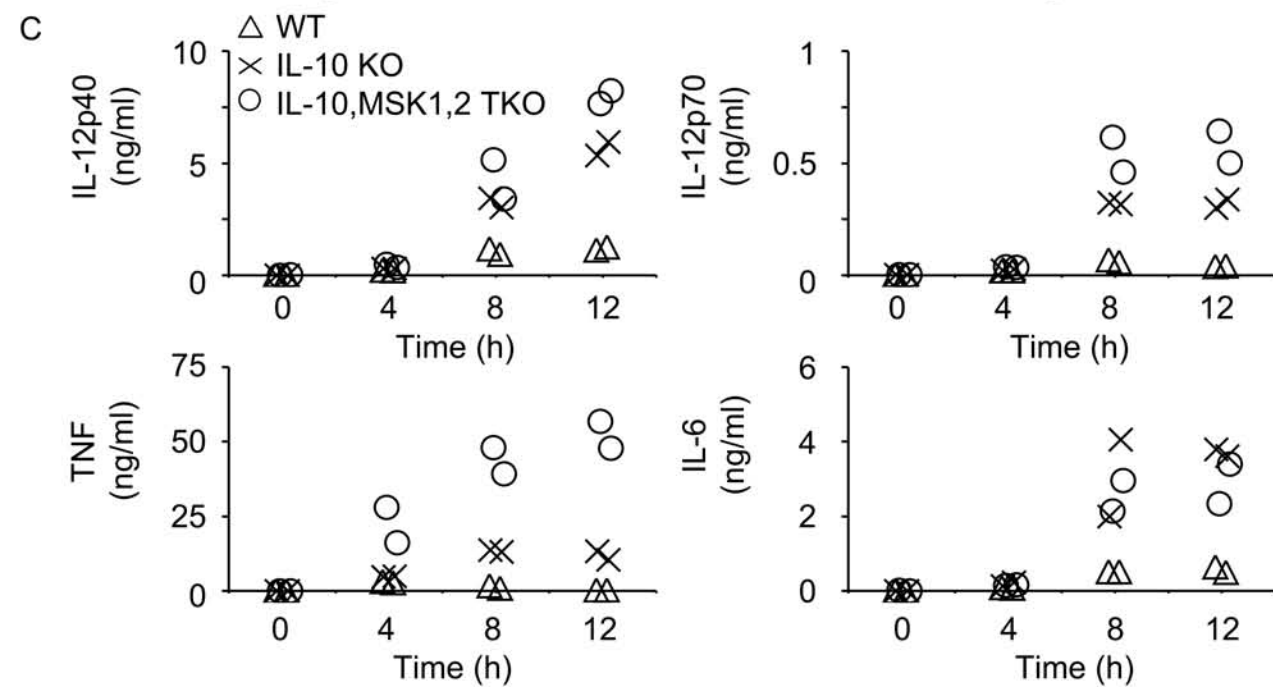 C
WT
IL-10 KO
IL-10,MSK1,2 TKO
IL-12p40
(ng/ml)
10
5
0
0 4 8 12
Time (h)
IL-12p70
(ng/ml)
1
0.5
0
0 4 8 12
Time (h)
TNF
(ng/ml)
75
50
25
0
0 4 8 12
Time (h)
IL-6
(ng/ml)
6
4
2
0
0 4 8 12
Time (h)